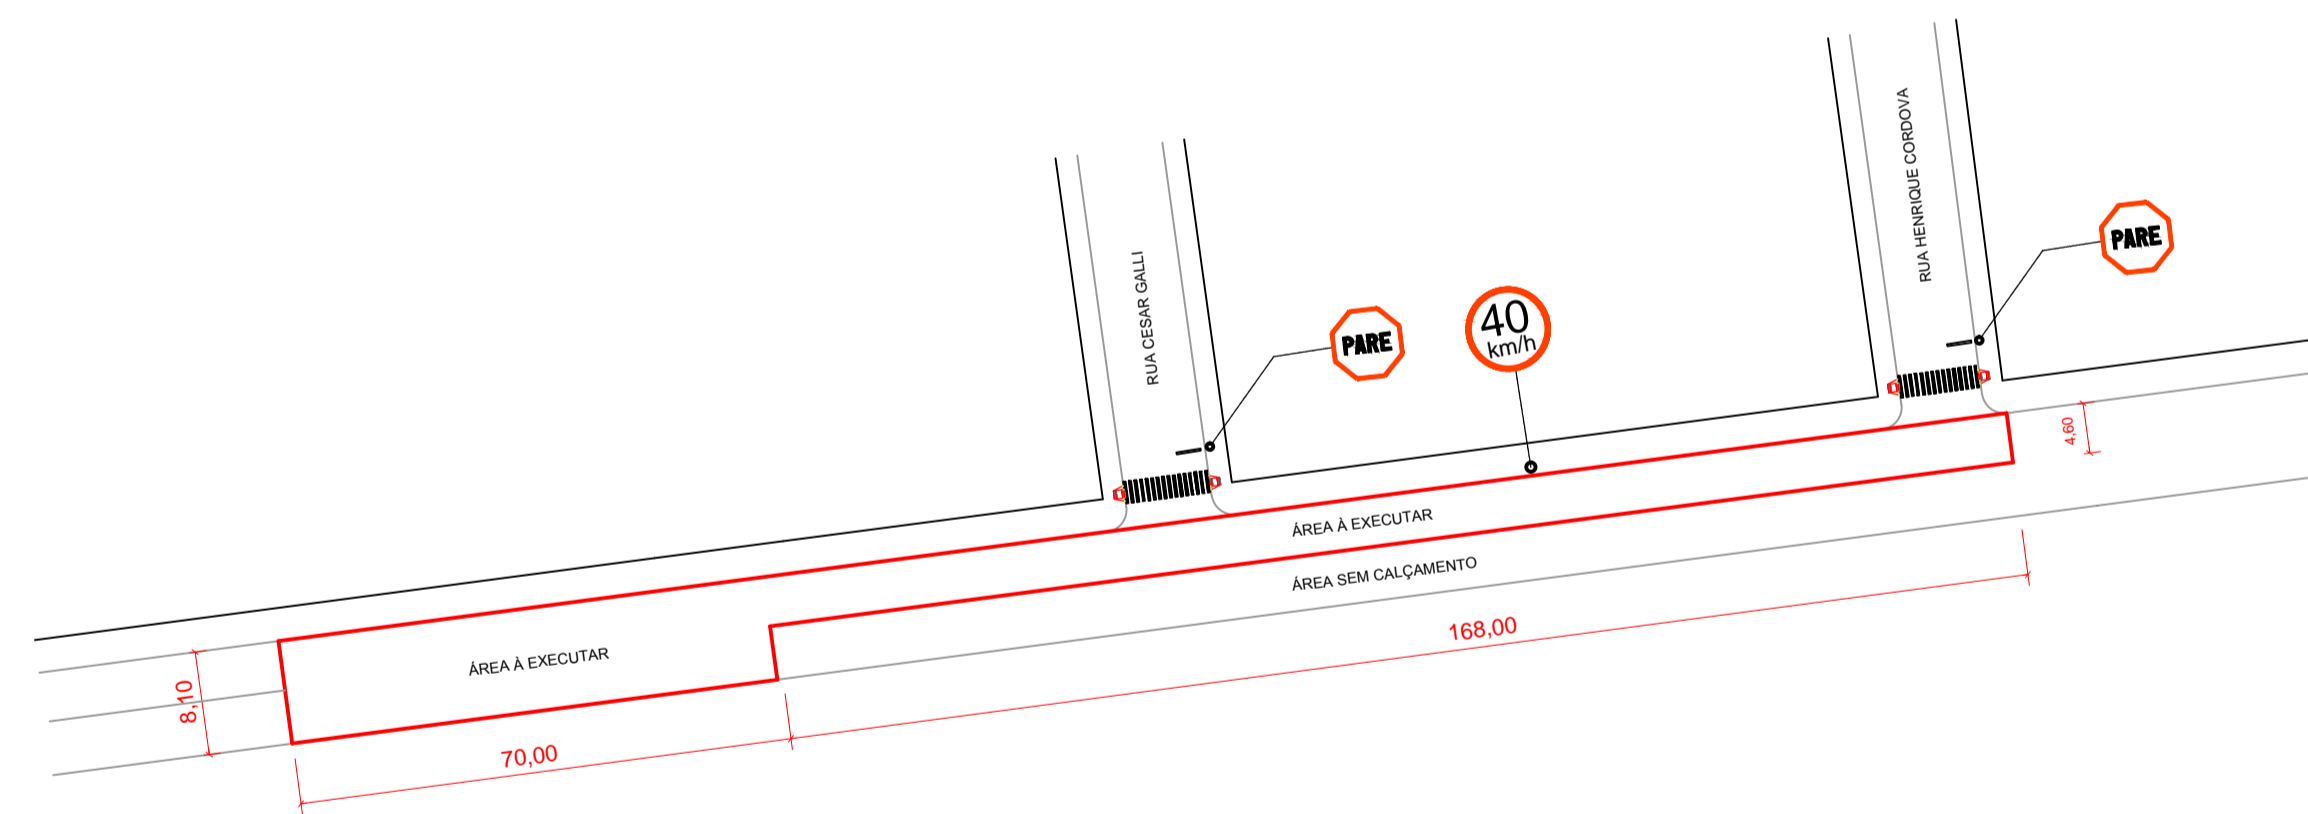 RUA HENRIQUE CORDOVA
PARE
RUA CESAR GALLI
PARE
40
km/h
4,60
ÁREA À EXECUTAR
ÁREA SEM CALÇAMENTO
168,00
ÁREA À EXECUTAR
8,10
70,00